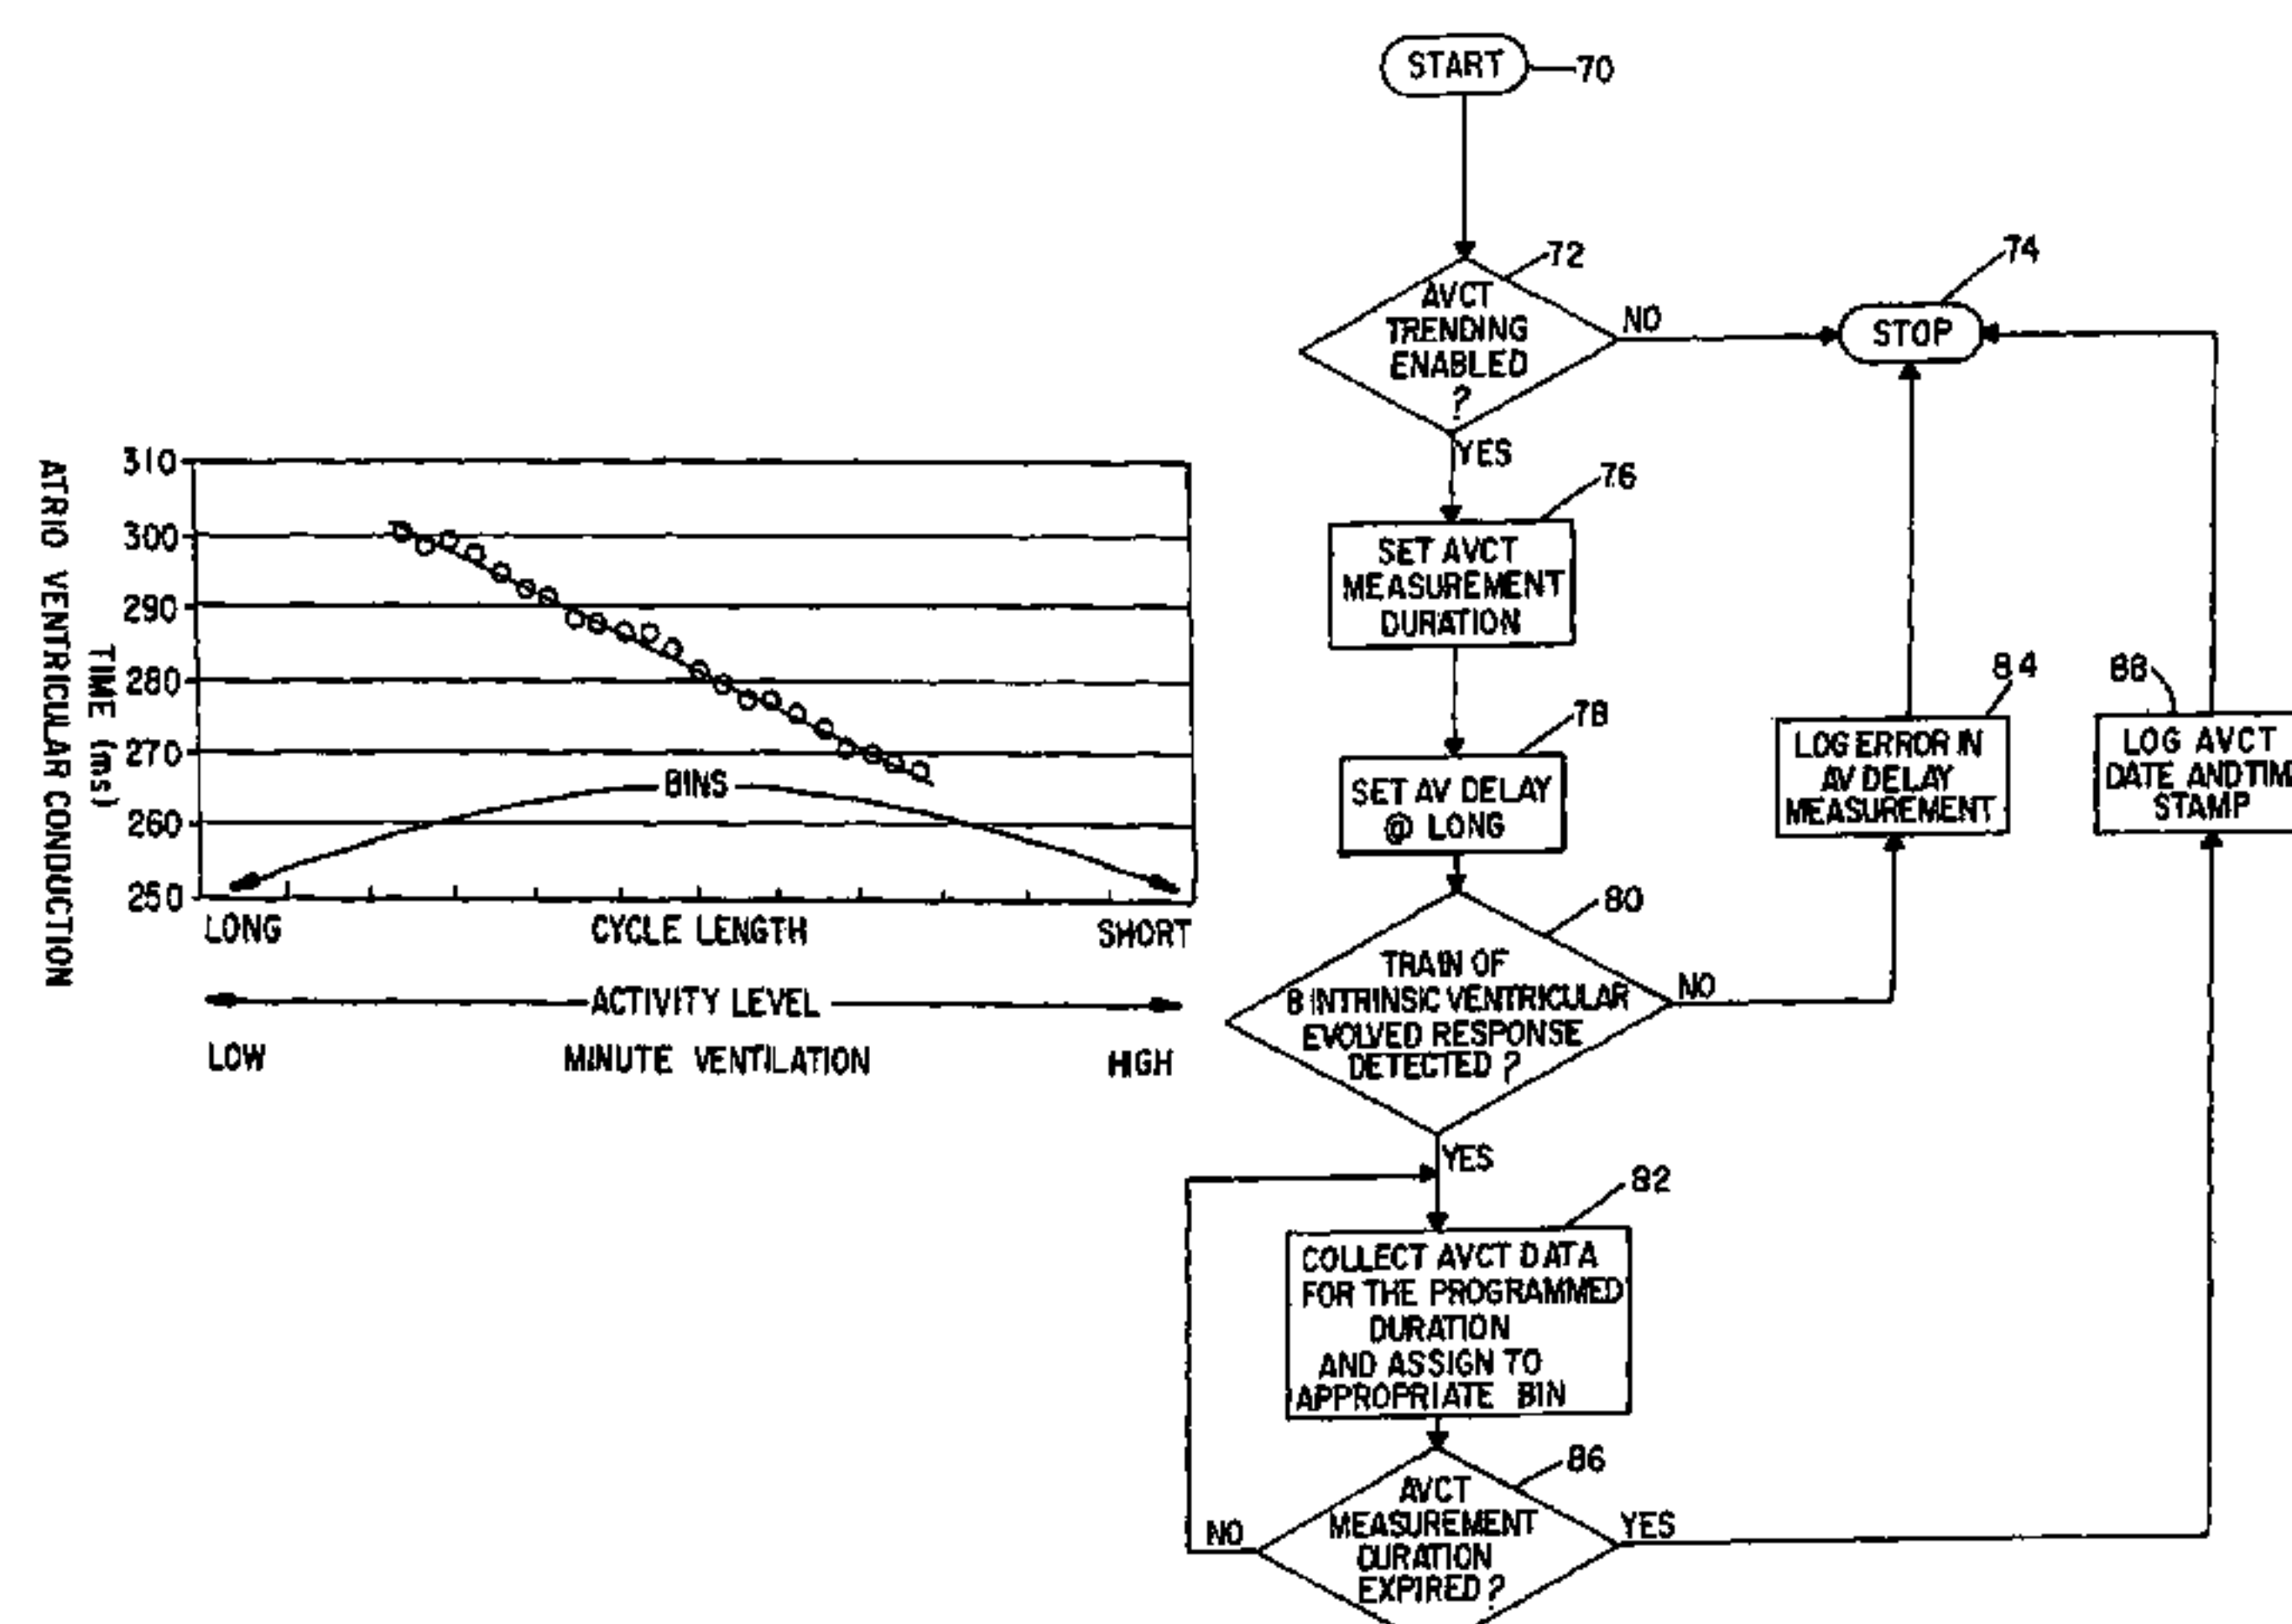 ATRIO VENTRICULAR CONDUCTION
TIME (ms)
310
300
290
280
270
260
250
BINS
LONG CYCLE LENGTH SHORT
ACTIVITY LEVEL
LOW MINUTE VENTILATION HIGH
START
70
72
AVCT
TRENDING
ENABLED
?
NO
YES
74
STOP
76
SET AVCT
MEASUREMENT
DURATION
78
SET AV DELAY
@ LONG
80
TRAIN OF
8 INTRINSIC VENTRICULAR
EVOLVED RESPONSE
DETECTED ?
NO
YES
84
LOG ERROR IN
AV DELAY
MEASUREMENT
88
LOG AVCT
DATE AND TIM
STAMP
82
COLLECT AVCT DATA
FOR THE PROGRAMMED
DURATION
AND ASSIGN TO
APPROPRIATE BIN
86
AVCT
MEASUREMENT
DURATION
EXPIRED ?
NO
YES